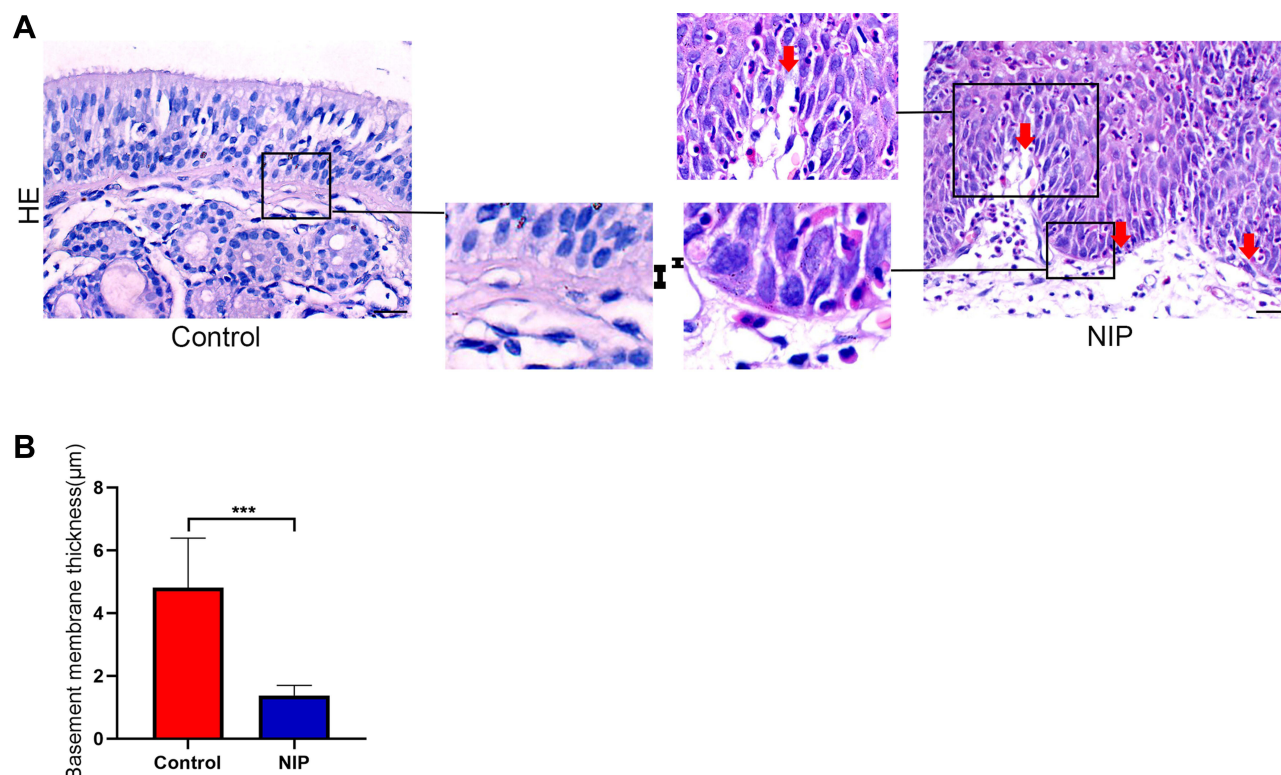 A
HE
Control
NIP
B
Basement membrane thickness(μm)
8
6
4
2
0
***
Control
NIP